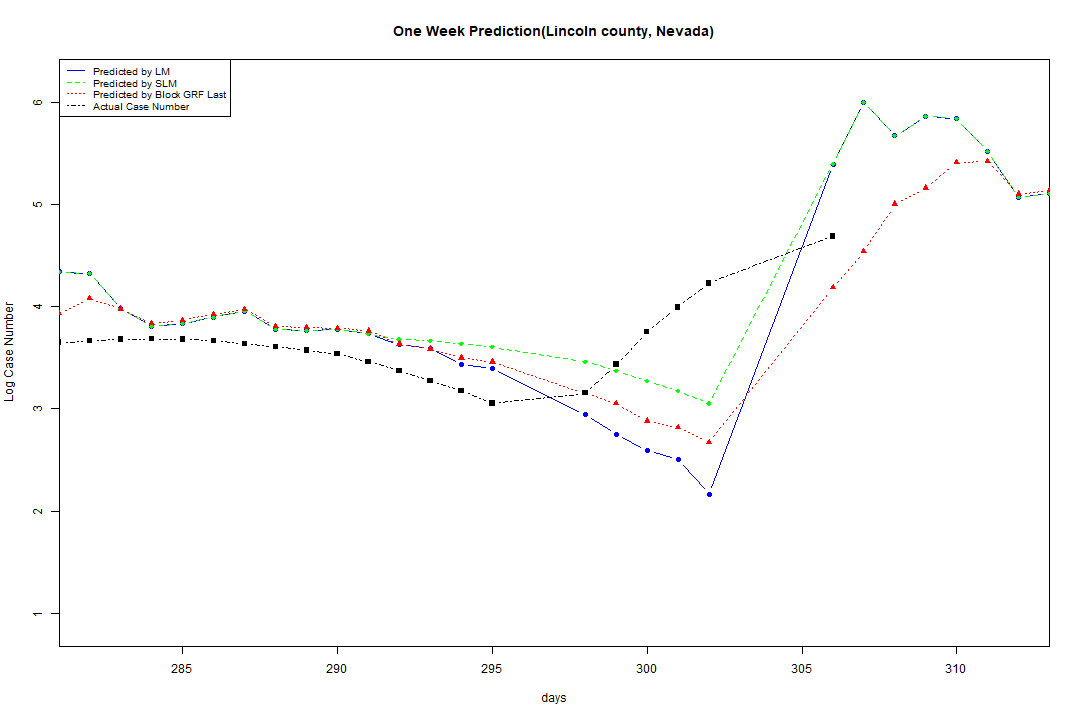 One Week Prediction(Lincoln county, Nevada)
Predicted by LM
Predicted by SLM
Predicted by Block GRF Last
Actual Case Number
6
5
4
3
2
1
Log Case Number
285 290 295 300 305 310
days